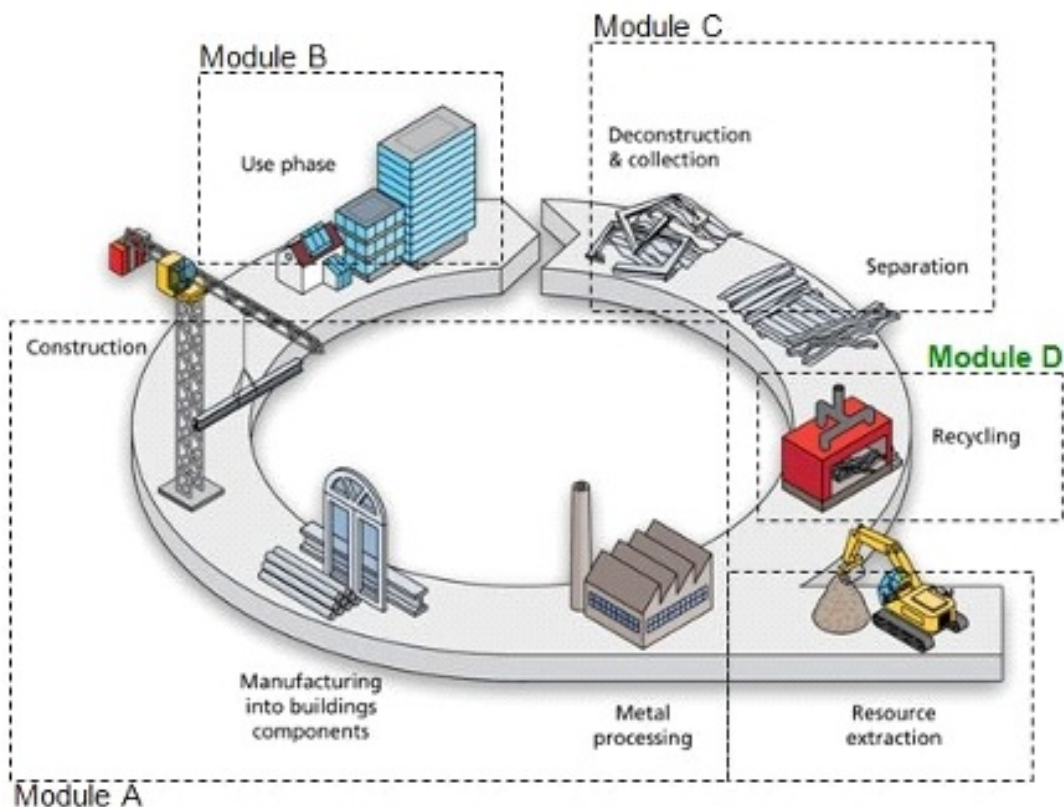 Module C
Module B
Deconstruction
& collection
Use phase
Separation
Construction
Module D
Recycling
Manufacturing
into buildings
components
Metal
processing
Resource
extraction
Module A